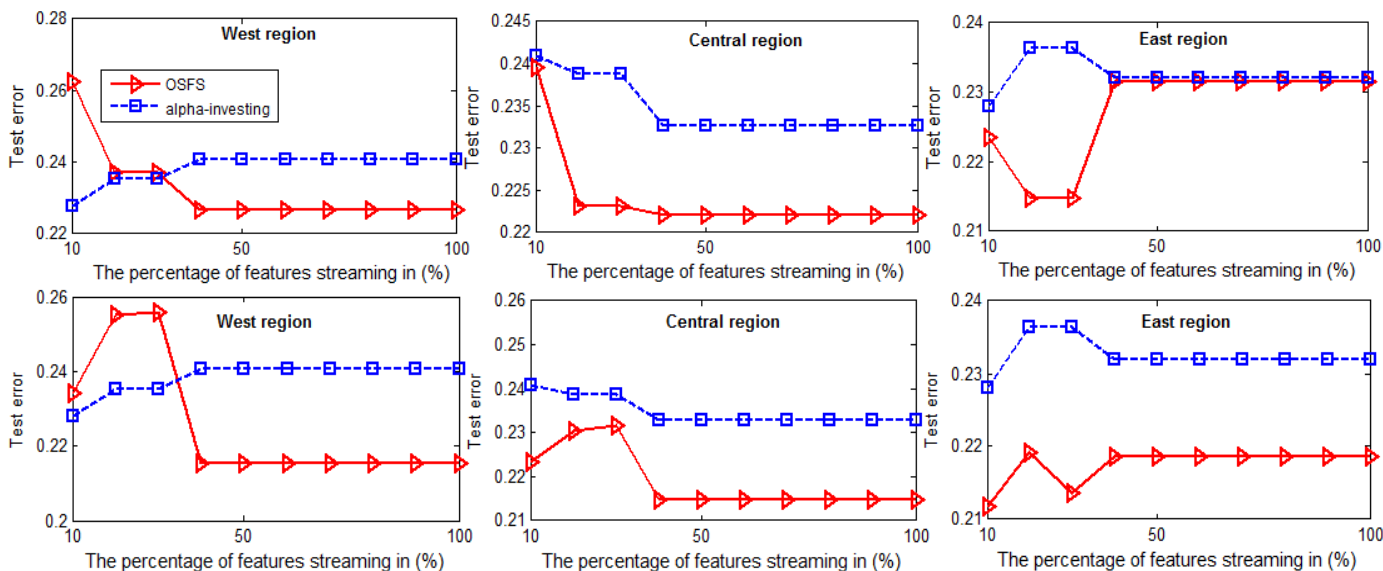 West region
OSFS
alpha-investing
Test error
0.28
0.26
0.24
0.22
10
50
100
The percentage of features streaming in (%)
Central region
Test error
0.245
0.24
0.235
0.23
0.225
0.22
10
50
100
The percentage of features streaming in (%)
East region
Test error
0.24
0.23
0.22
0.21
10
50
100
The percentage of features streaming in (%)
West region
Test error
0.26
0.24
0.22
0.2
10
50
100
The percentage of features streaming in (%)
Central region
Test error
0.26
0.25
0.24
0.23
0.22
0.21
10
50
100
The percentage of features streaming in (%)
East region
Test error
0.24
0.23
0.22
0.21
10
50
100
The percentage of features streaming in (%)